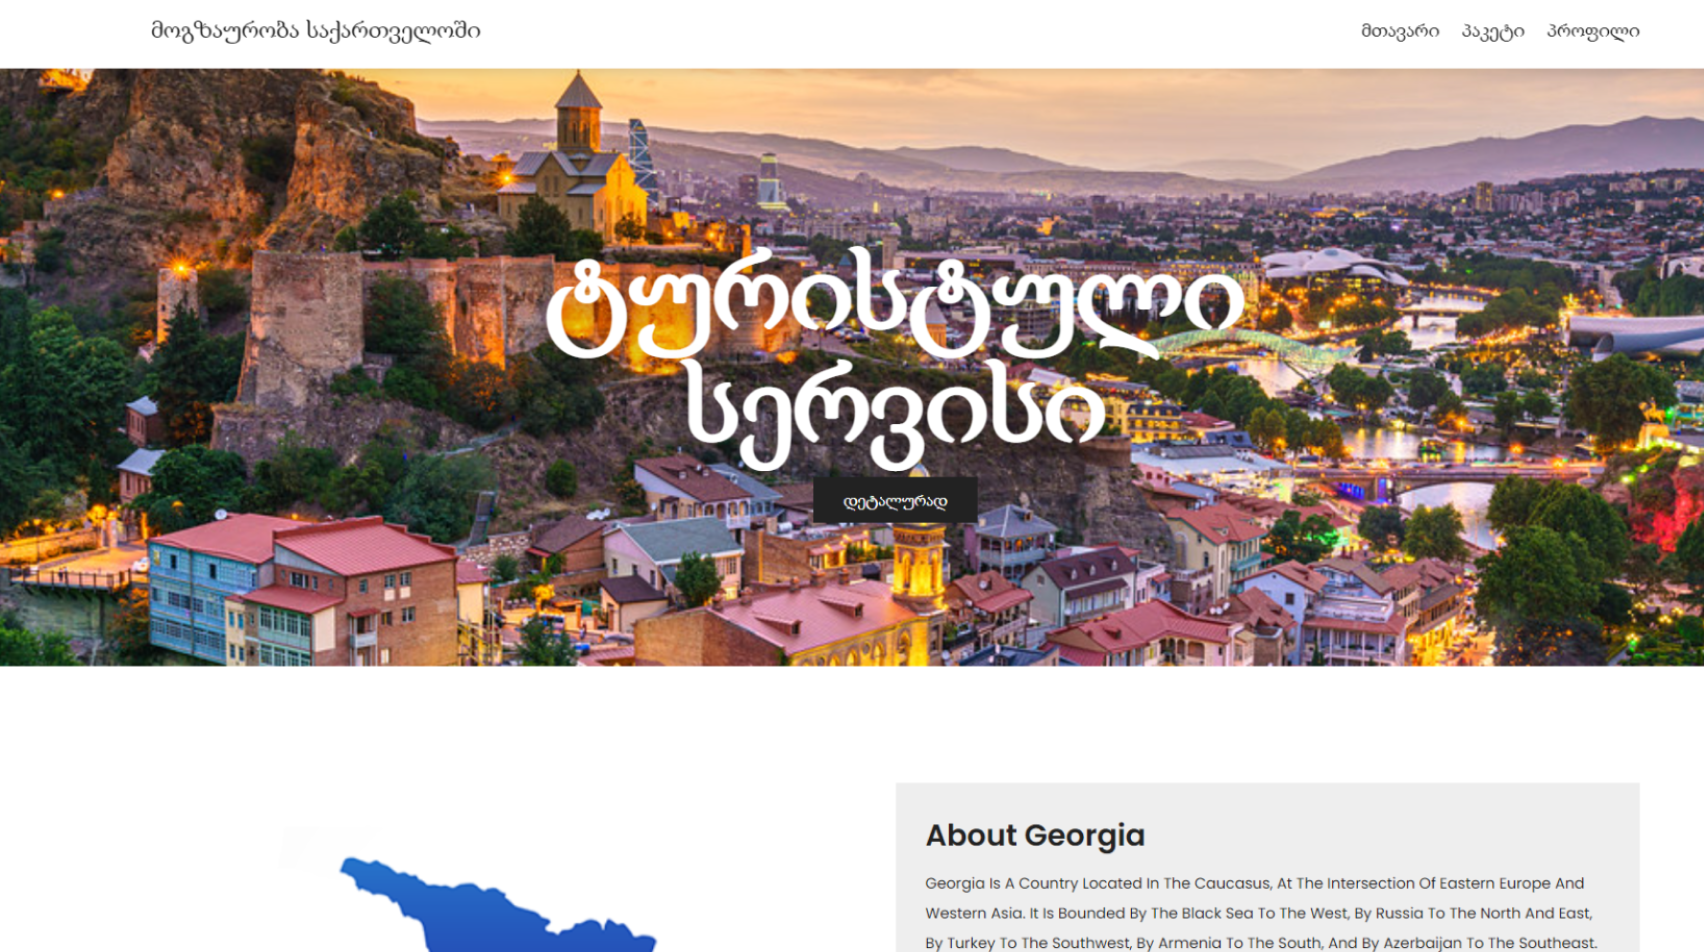 მოგზაურობა საქართველოში
მთავარი პაკეტი პროფილი
ტურისტული
სერვისი
დეტალურად
About Georgia
Georgia Is A Country Located In The Caucasus, At The Intersection Of Eastern Europe And
Western Asia. It Is Bounded By The Black Sea To The West, By Russia To The North And East,
By Turkey To The Southwest, By Armenia To The South, And By Azerbaijan To The Southeast.